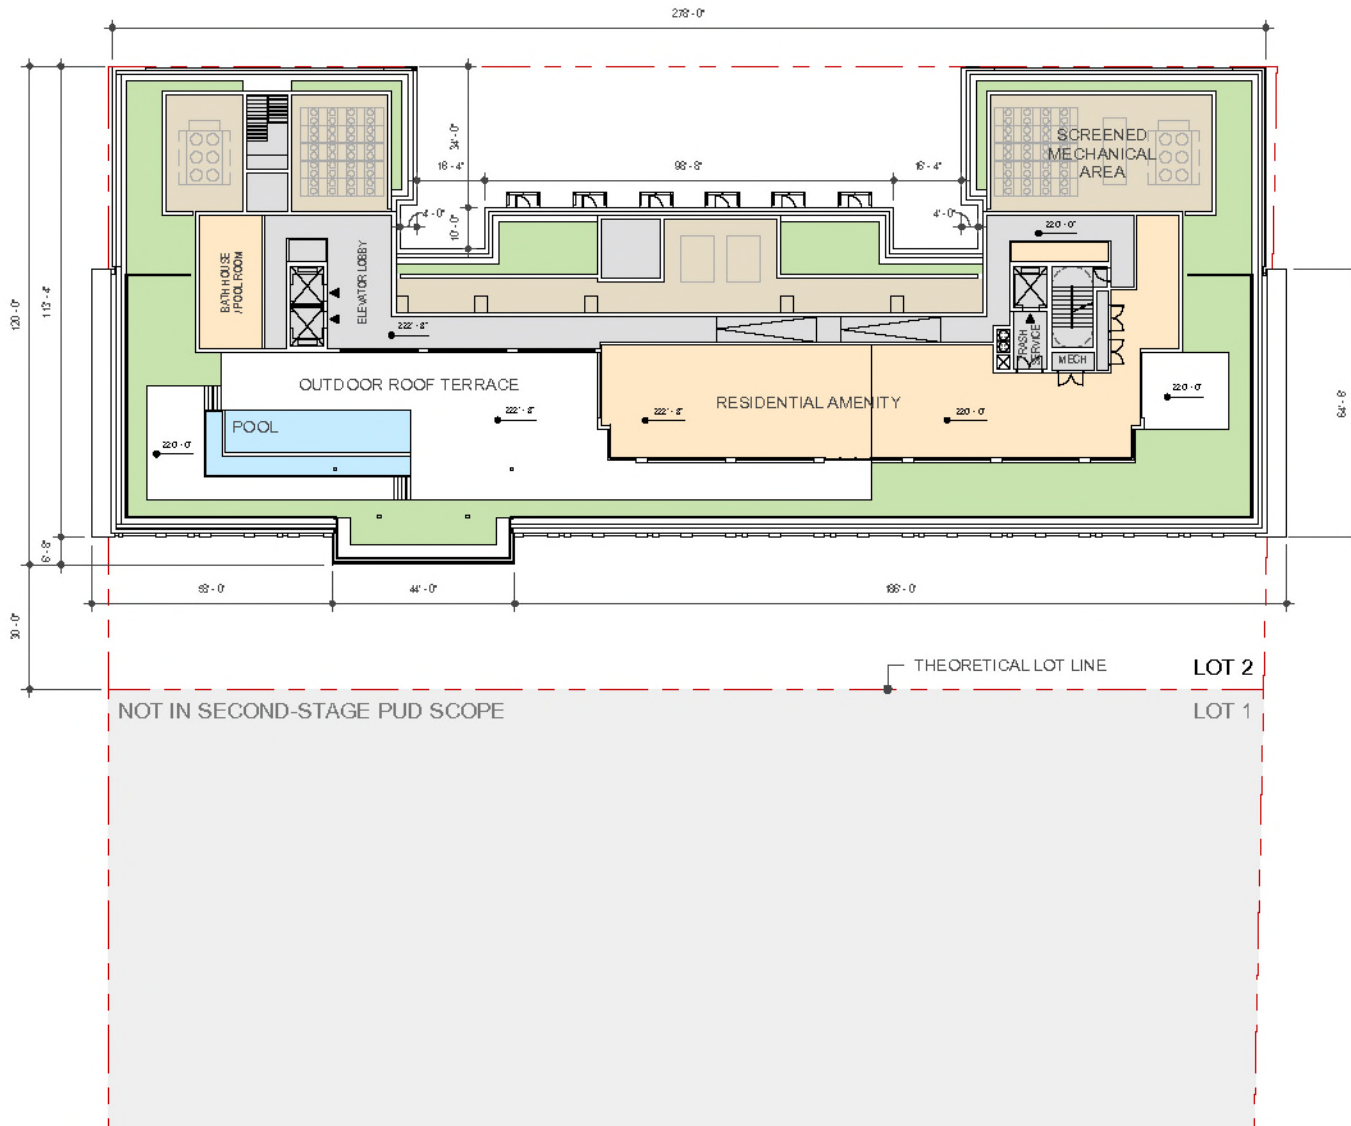 278'-0"
34'-0"
16'-4"
98'-8"
16'-4"
SCREENED
MECHANICAL
AREA
4'-0"
10'-0"
4'-0"
220'-0"
BATH HOUSE
/POOL ROOM
ELEVATOR LOBBY
120'-0"
113'-4"
222'-8"
TRASH
SERVICE
MECH
OUTDOOR ROOF TERRACE
RESIDENTIAL AMENITY
220'-0"
POOL
222'-8"
222'-8"
220'-0"
220'-0"
64'-8"
6'-8"
58'-0"
44'-0"
186'-0"
30'-0"
THEORETICAL LOT LINE
LOT 2
NOT IN SECOND-STAGE PUD SCOPE
LOT 1